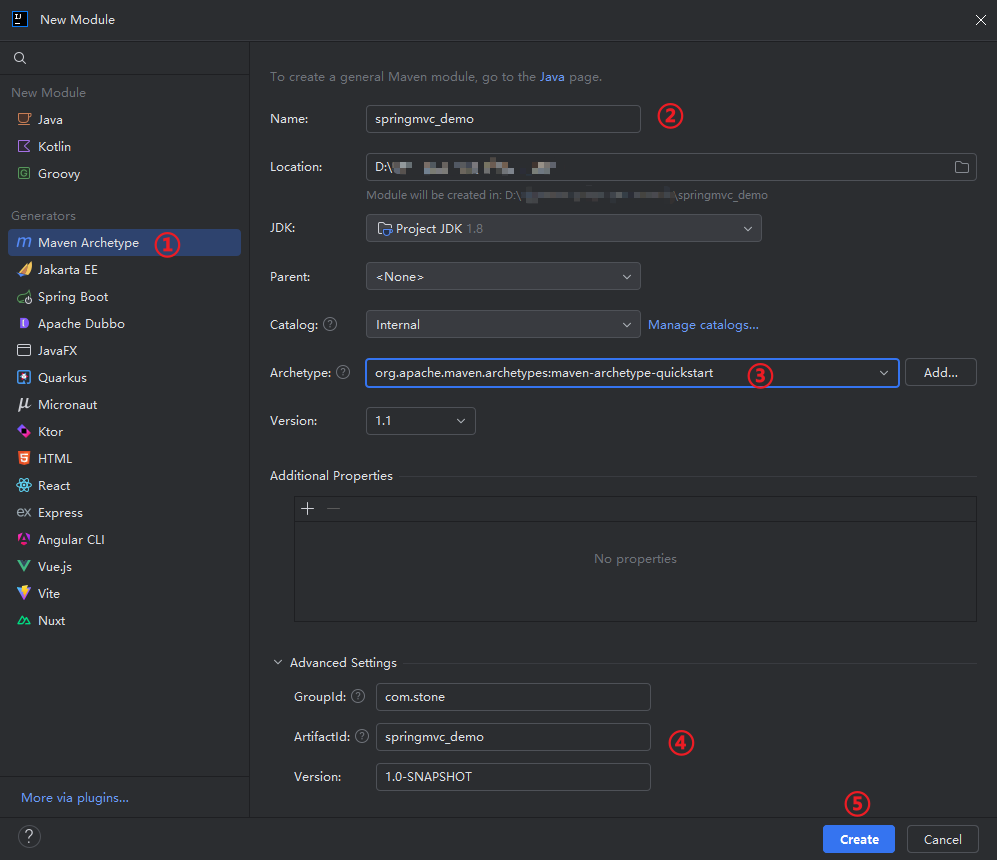 New Module
New Module
Java
Kotlin
Groovy
Generators
Maven Archetype ①
Jakarta EE
Spring Boot
Apache Dubbo
JavaFX
Quarkus
Micronaut
Ktor
HTML
React
Express
Angular CLI
Vue.js
Vite
Nuxt
More via plugins...
To create a general Maven module, go to the Java page.
Name: springmvc_demo ②
Location: D:\
Module will be created in: D:\ \springmvc_demo
JDK: Project JDK 1.8
Parent: <None>
Catalog: ? Internal Manage catalogs...
Archetype: ? org.apache.maven.archetypes:maven-archetype-quickstart ③ Add...
Version: 1.1
Additional Properties
No properties
Advanced Settings
GroupId: ? com.stone
ArtifactId: ? springmvc_demo ④
Version: 1.0-SNAPSHOT
⑤
? Create Cancel